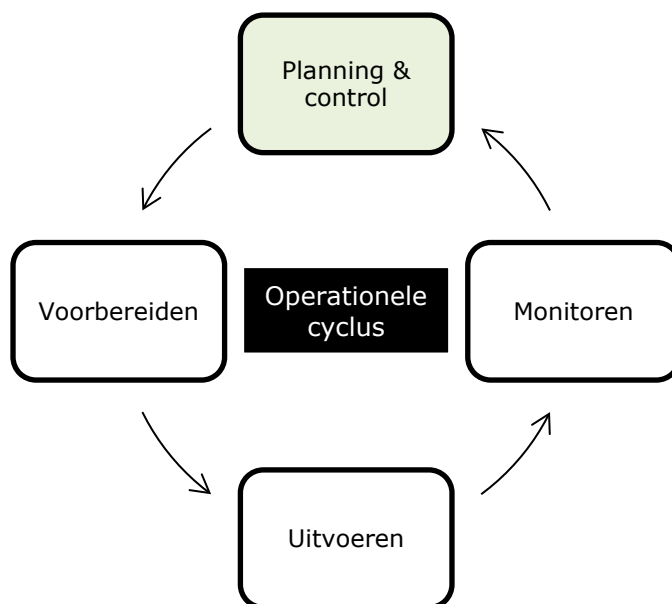 Planning &
control
Voorbereiden
Operationele
cyclus
Monitoren
Uitvoeren